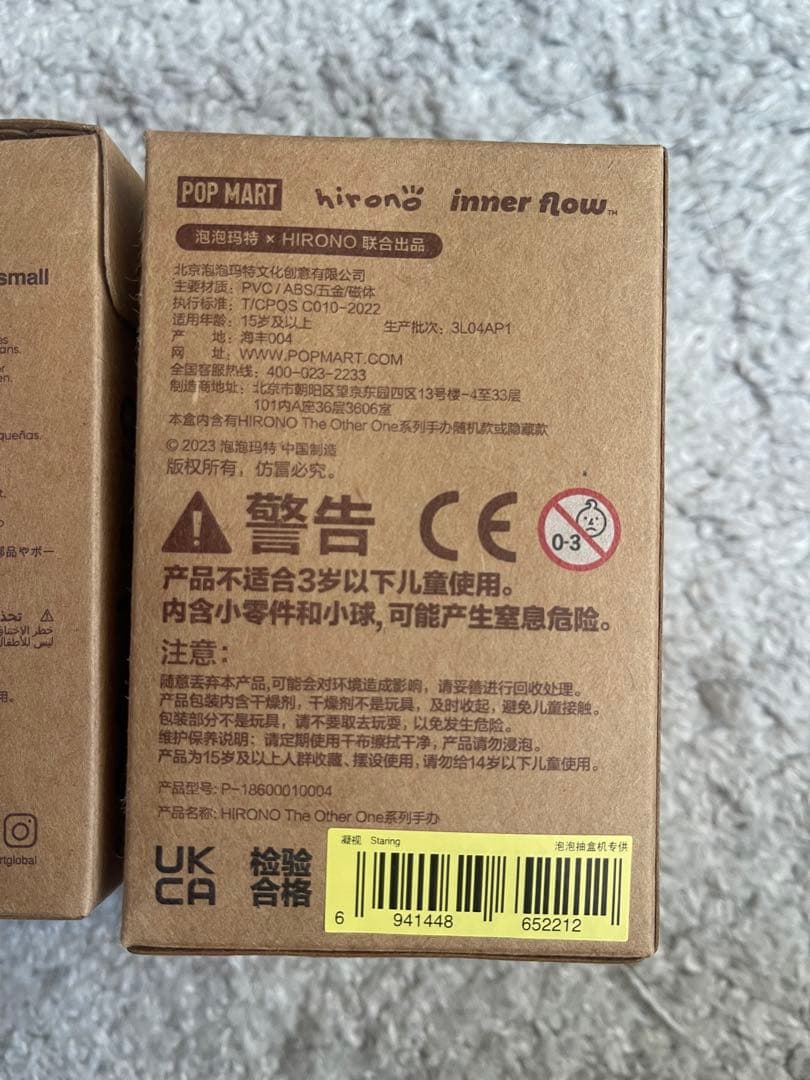 POP MART hirono inner flow™
泡泡玛特 × HIRONO 联合出品
北京泡泡玛特文化创意有限公司
主要材质：PVC / ABS/五金/磁体
执行标准：T/CPQS C010-2022
适用年龄：15岁及以上 生产批次：3L04AP1
产 地：海丰004
网 址：WWW.POPMART.COM
全国客服热线：400-023-2233
制造商地址：北京市朝阳区望京东园四区13号楼-4至33层
101内A座36层3606室
本盒内含有HIRONO The Other One系列手办随机款或隐藏款
© 2023 泡泡玛特 中国制造
版权所有，仿冒必究。
警告 CE
0-3
产品不适合3岁以下儿童使用。
内含小零件和小球，可能产生窒息危险。
注意：
随意丢弃本产品,可能会对环境造成影响，请妥善进行回收处理。
产品包装内含干燥剂，干燥剂不是玩具，及时收起，避免儿童接触。
包装部分不是玩具，请不要取去玩耍，以免发生危险。
维护保养说明：请定期使用干布擦拭干净，产品请勿浸泡。
产品为15岁及以上人群收藏、摆设使用，请勿给14岁以下儿童使用。
产品型号: P-18600010004
产品名称: HIRONO The Other One系列手办
UK
CA
检验
合格
凝视 Staring 泡泡抽盒机专供
6 941448 652212
small
ans.
en.
queñas.
部品やボー
rtglobal